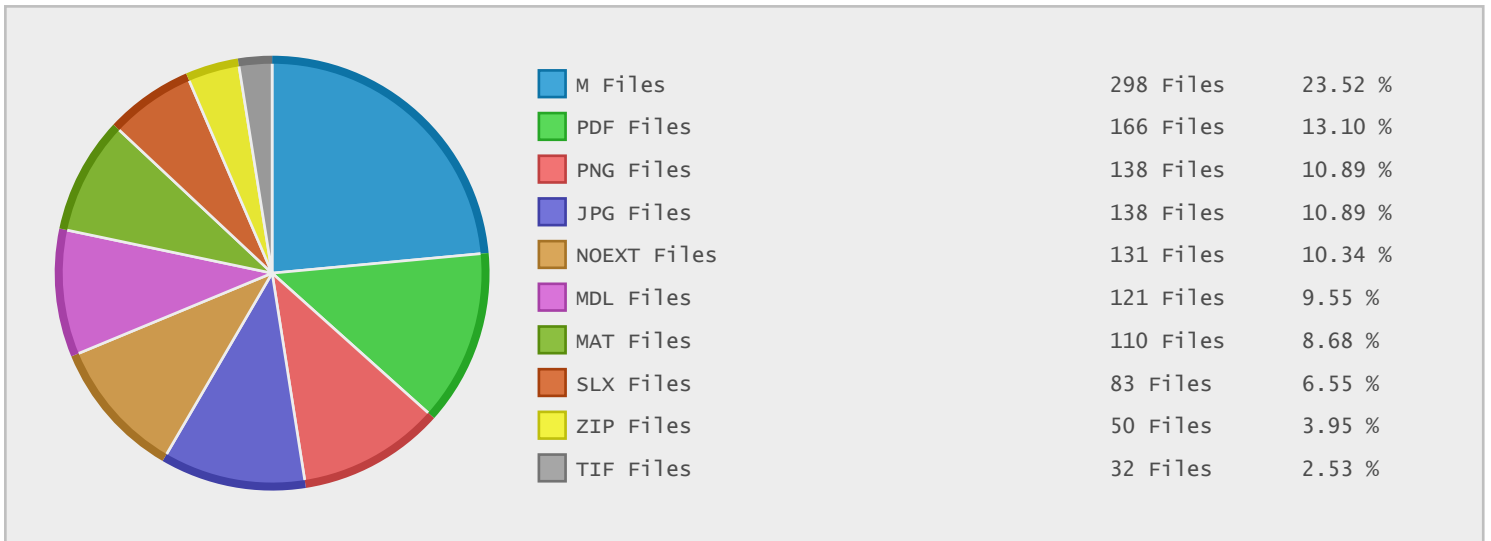 M Files 298 Files 23.52 %
PDF Files 166 Files 13.10 %
PNG Files 138 Files 10.89 %
JPG Files 138 Files 10.89 %
NOEXT Files 131 Files 10.34 %
MDL Files 121 Files 9.55 %
MAT Files 110 Files 8.68 %
SLX Files 83 Files 6.55 %
ZIP Files 50 Files 3.95 %
TIF Files 32 Files 2.53 %